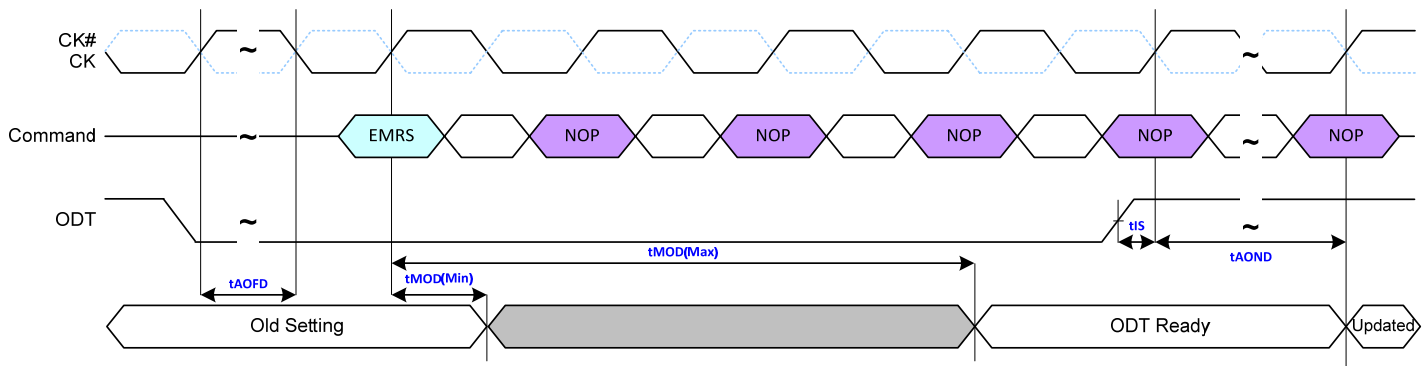 CK#
CK
~
~
Command
~
EMRS
NOP
NOP
NOP
NOP
~
NOP
ODT
~
tIS
~
tMOD(Max)
tAOND
tMOD(Min)
tAOFD
Old Setting
ODT Ready
Updated